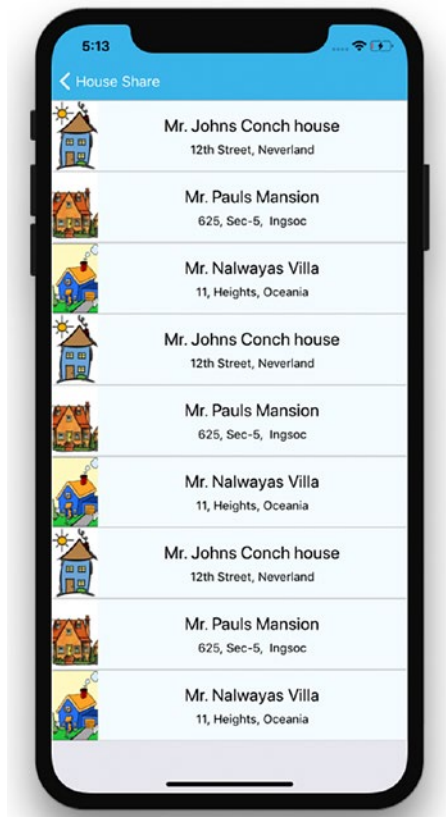 5:13
House Share
Mr. Johns Conch house
12th Street, Neverland
Mr. Pauls Mansion
625, Sec-5, Ingsoc
Mr. Nalwayas Villa
11, Heights, Oceania
Mr. Johns Conch house
12th Street, Neverland
Mr. Pauls Mansion
625, Sec-5, Ingsoc
Mr. Nalwayas Villa
11, Heights, Oceania
Mr. Johns Conch house
12th Street, Neverland
Mr. Pauls Mansion
625, Sec-5, Ingsoc
Mr. Nalwayas Villa
11, Heights, Oceania